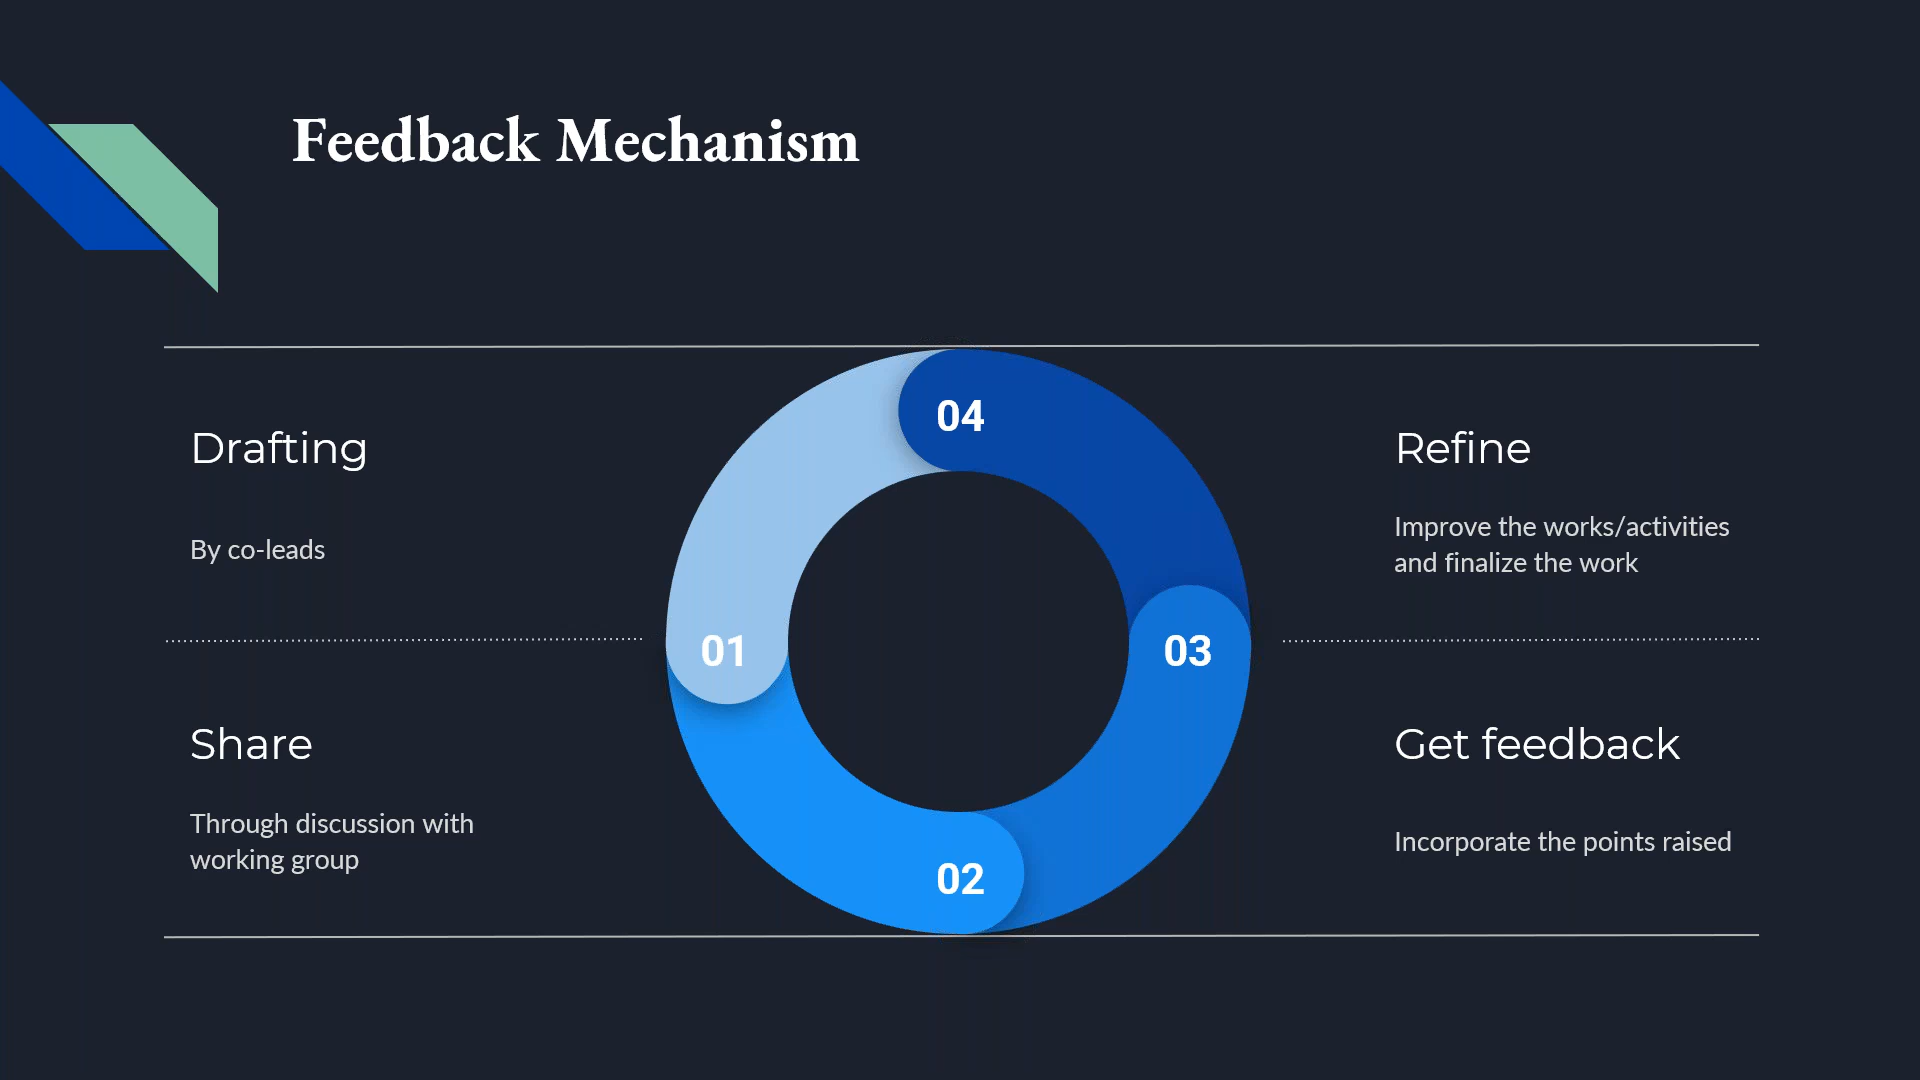 Feedback Mechanism
Drafting
By co-leads
Share
Through discussion with
working group
04
01
03
02
Refine
Improve the works/activities
and finalize the work
Get feedback
Incorporate the points raised